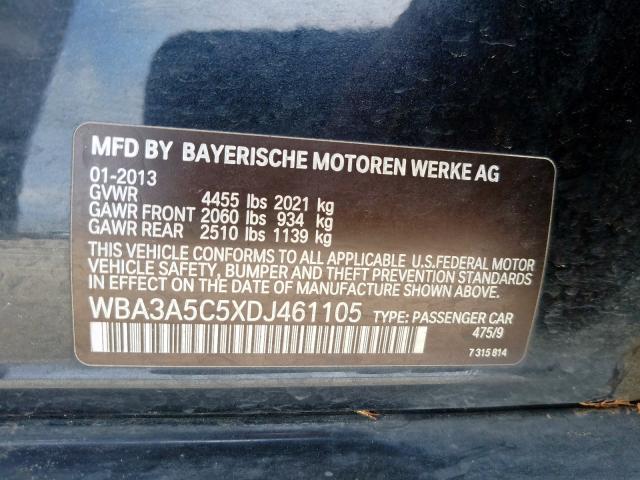 MFD BY BAYERISCHE MOTOREN WERKE AG
01-2013
GVWR 4455 lbs 2021 kg
GAWR FRONT 2060 lbs 934 kg
GAWR REAR 2510 lbs 1139 kg
THIS VEHICLE CONFORMS TO ALL APPLICABLE U.S.FEDERAL MOTOR
VEHICLE SAFETY, BUMPER AND THEFT PREVENTION STANDARDS
IN EFFECT ON THE DATE OF MANUFACTURE SHOWN ABOVE.
WBA3A5C5XDJ461105 TYPE: PASSENGER CAR
475/9
7 315 814